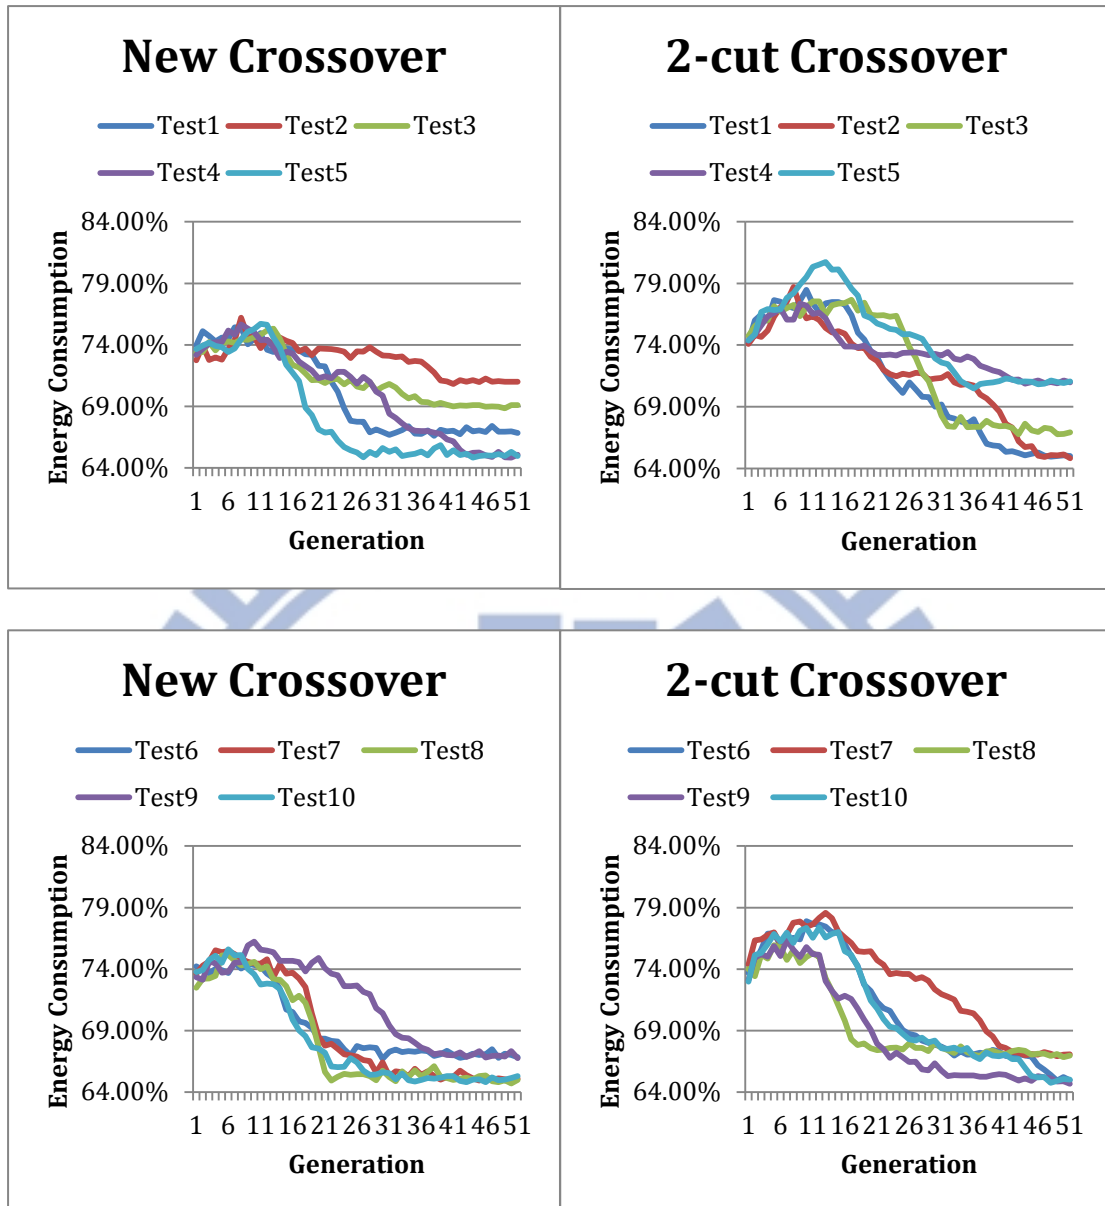 New Crossover
Test1 Test2 Test3
Test4 Test5
84.00%
79.00%
74.00%
69.00%
64.00%
Energy Consumption
1 6 11 16 21 26 31 36 41 46 51
Generation
2-cut Crossover
Test1 Test2 Test3
Test4 Test5
84.00%
79.00%
74.00%
69.00%
64.00%
Energy Consumption
1 6 11 16 21 26 31 36 41 46 51
Generation
New Crossover
Test6 Test7 Test8
Test9 Test10
84.00%
79.00%
74.00%
69.00%
64.00%
Energy Consumption
1 6 11 16 21 26 31 36 41 46 51
Generation
2-cut Crossover
Test6 Test7 Test8
Test9 Test10
84.00%
79.00%
74.00%
69.00%
64.00%
Energy Consumption
1 6 11 16 21 26 31 36 41 46 51
Generation